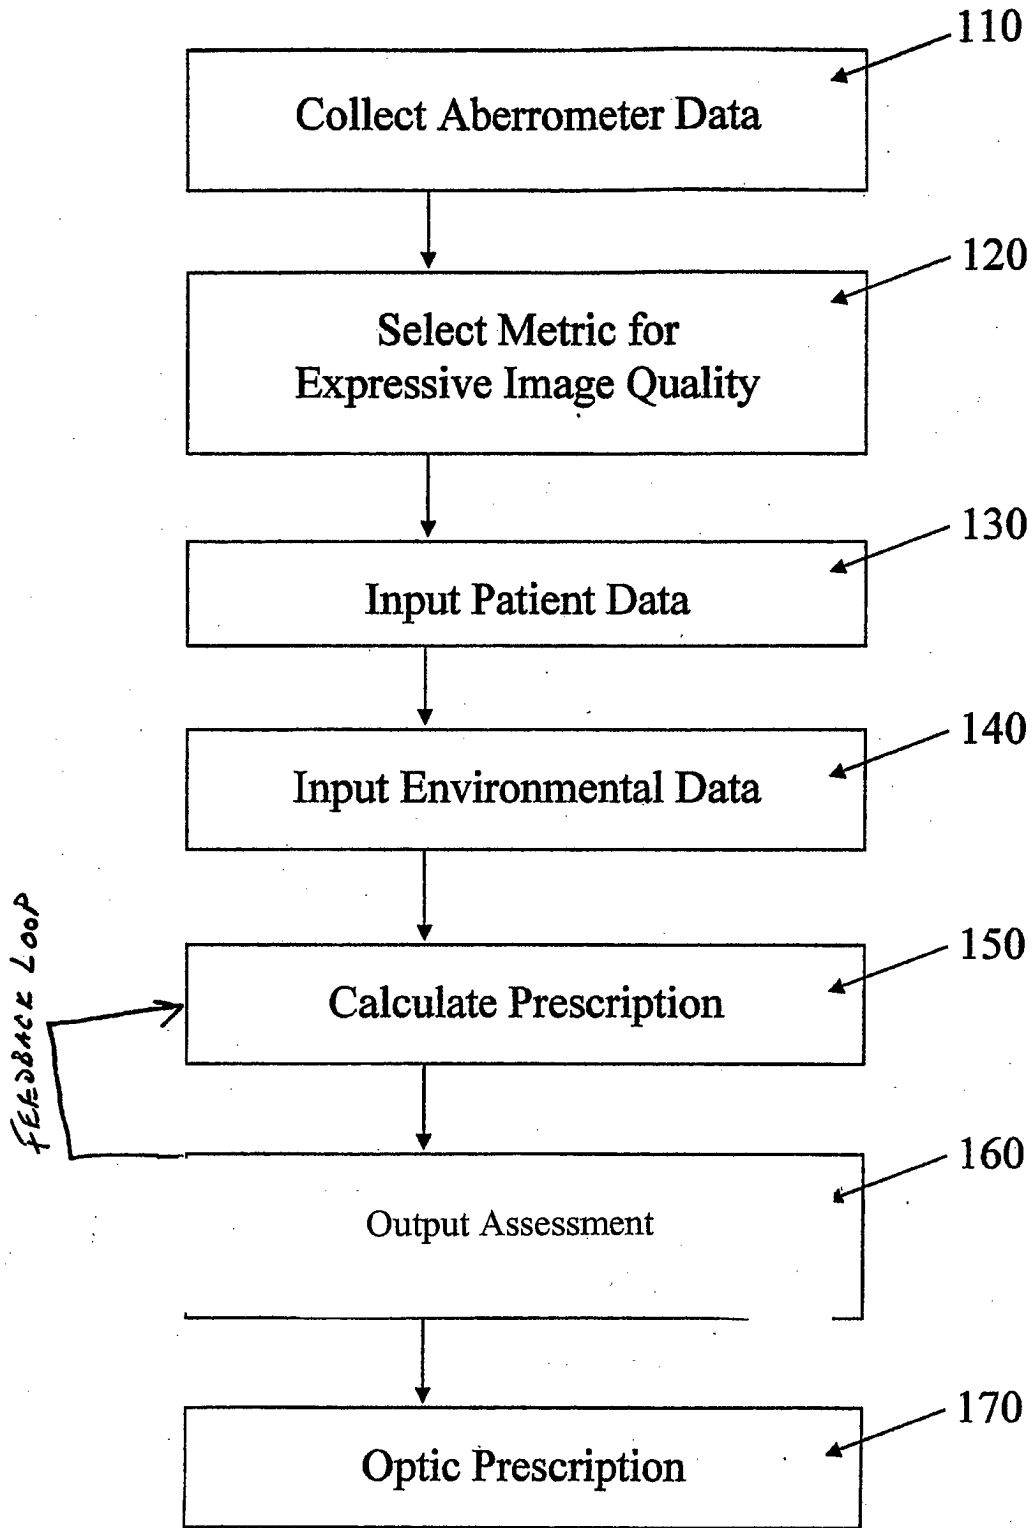 110
Collect Aberrometer Data
120
Select Metric for
Expressive Image Quality
130
Input Patient Data
140
Input Environmental Data
150
Calculate Prescription
FEEDBACK LOOP
160
Output Assessment
170
Optic Prescription